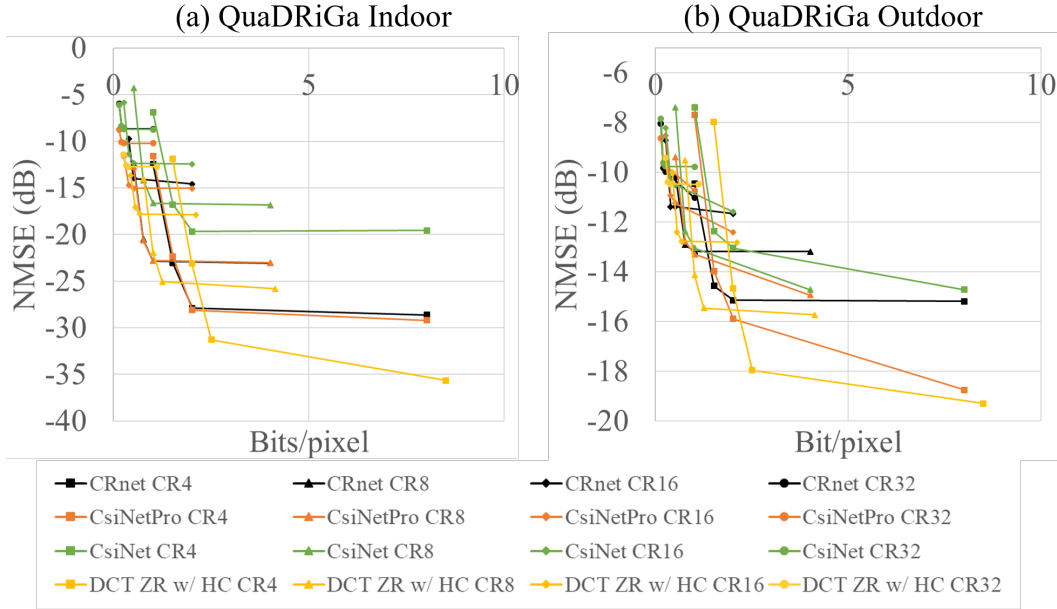 (a) QuaDRiGa Indoor
0
-5
-10
-15
-20
-25
-30
-35
-40
0
5
10
NMSE (dB)
Bits/pixel
(b) QuaDRiGa Outdoor
-6
-8
-10
-12
-14
-16
-18
-20
0
5
10
NMSE (dB)
Bit/pixel
CRnet CR4
CRnet CR8
CRnet CR16
CRnet CR32
CsiNetPro CR4
CsiNetPro CR8
CsiNetPro CR16
CsiNetPro CR32
CsiNet CR4
CsiNet CR8
CsiNet CR16
CsiNet CR32
DCT ZR w/ HC CR4
DCT ZR w/ HC CR8
DCT ZR w/ HC CR16
DCT ZR w/ HC CR32